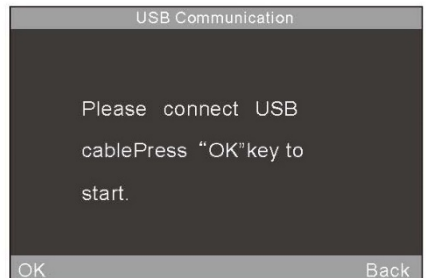 USB Communication
Please connect USB
cablePress “OK”key to
start.
OK Back